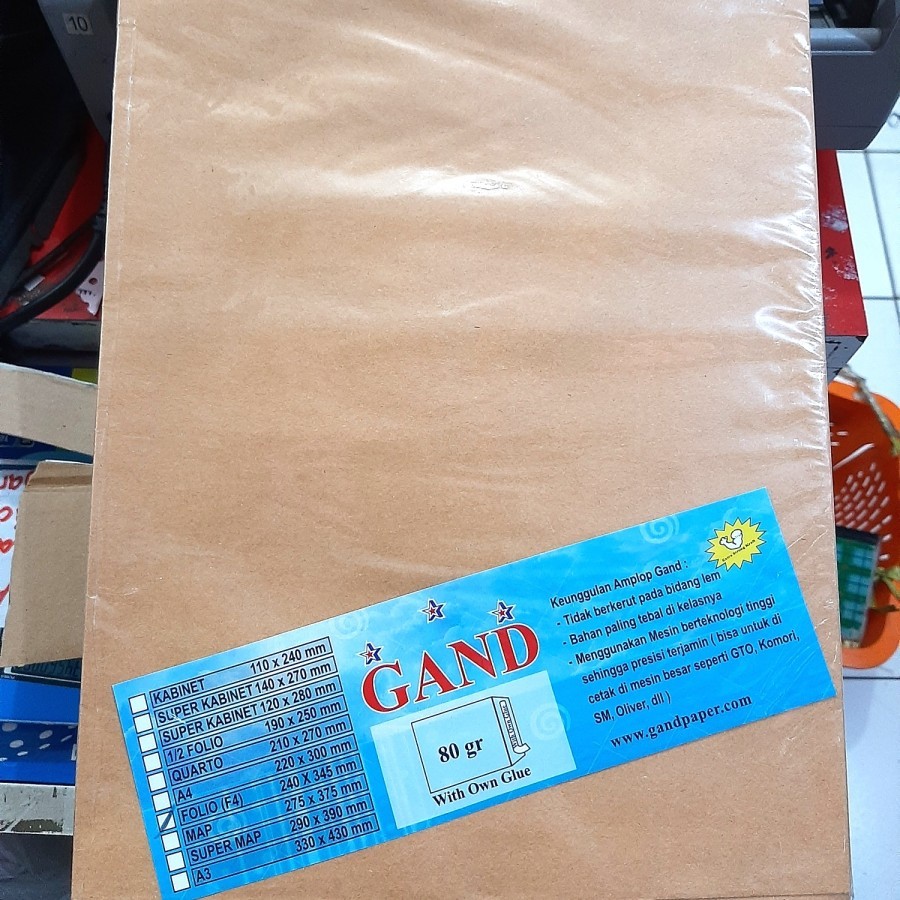 10
KABINET 110 x 240 mm
SUPER KABINET 140 x 270 mm
SUPER KABINET 120 x 280 mm
1/2 FOLIO 190 x 250 mm
QUARTO 210 x 270 mm
A4 220 x 300 mm
FOLIO (F4) 240 X 345 mm
MAP 275 x 375 mm
SUPER MAP 290 x 390 mm
A3 330 x 430 mm
GAND
80 gr
With Own Glue
Keunggulan Amplop Gand :
- Tidak berkerut pada bidang lem
- Bahan paling tebal di kelasnya
- Menggunakan Mesin berteknologi tinggi
sehingga presisi terjamin / bisa untuk di
cetak di mesin besar seperti GTO, Komori,
SM, Oliver, dll )
www.gandpaper.com